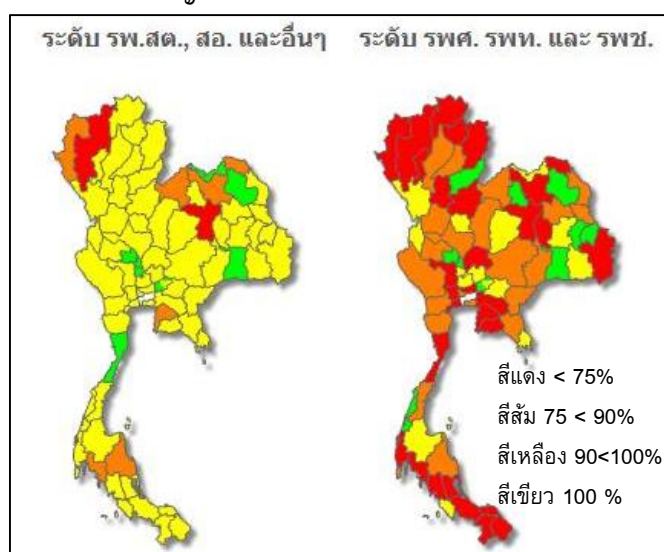 ระดับ รพ.สต., สอ. และอื่นๆ
ระดับ รพศ. รพท. และ รพช.
สีแดง < 75%
สีส้ม 75 < 90%
สีเหลือง 90<100%
สีเขียว 100 %